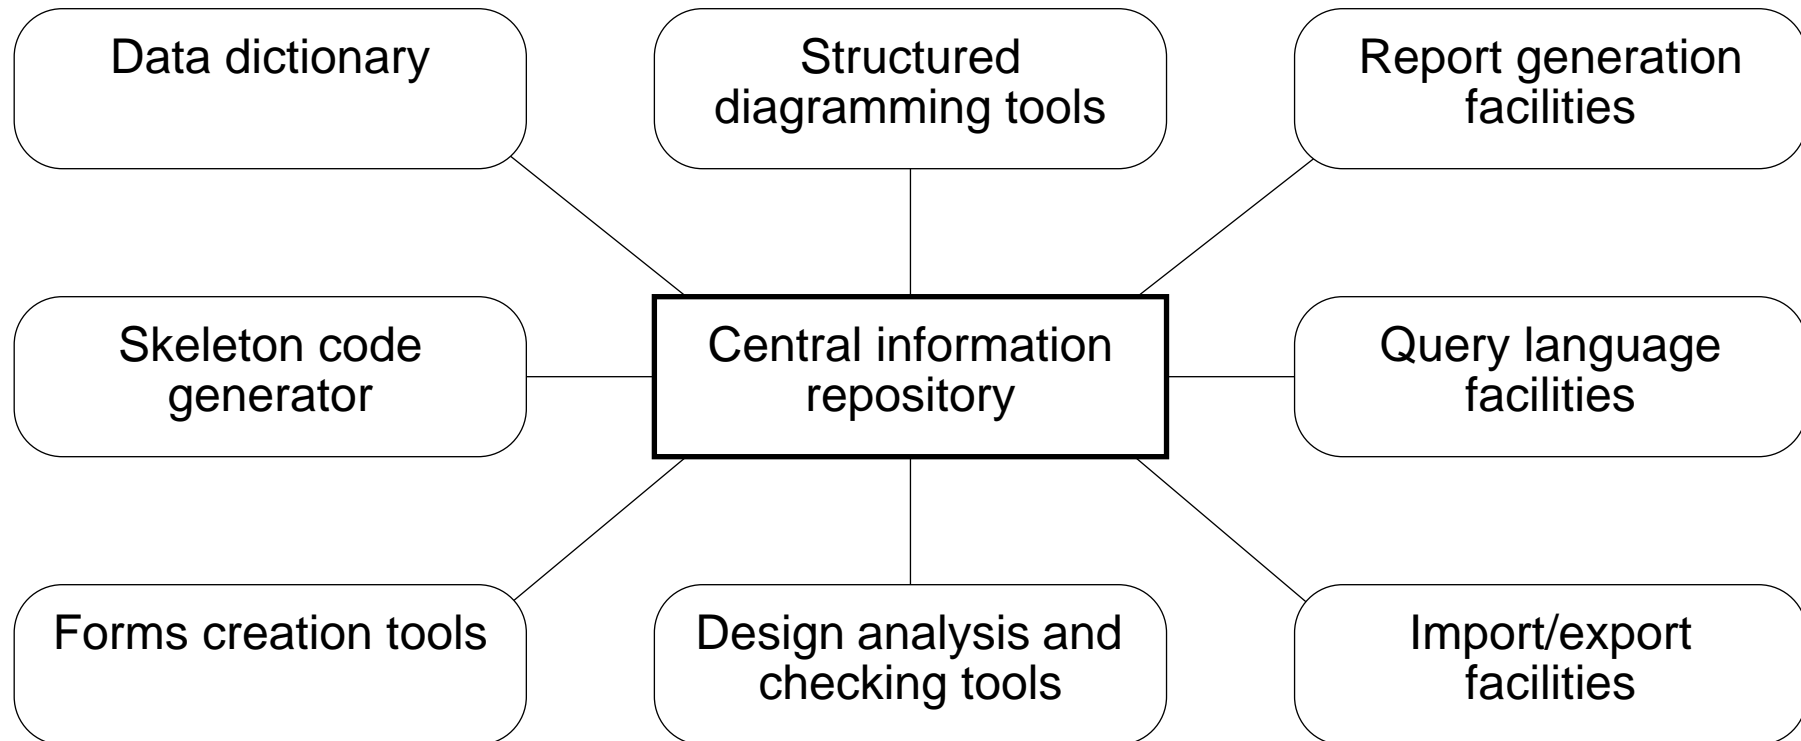 Data dictionary
Structured
diagramming tools
Report generation
facilities
Skeleton code
generator
Central information
repository
Query language
facilities
Forms creation tools
Design analysis and
checking tools
Import/export
facilities